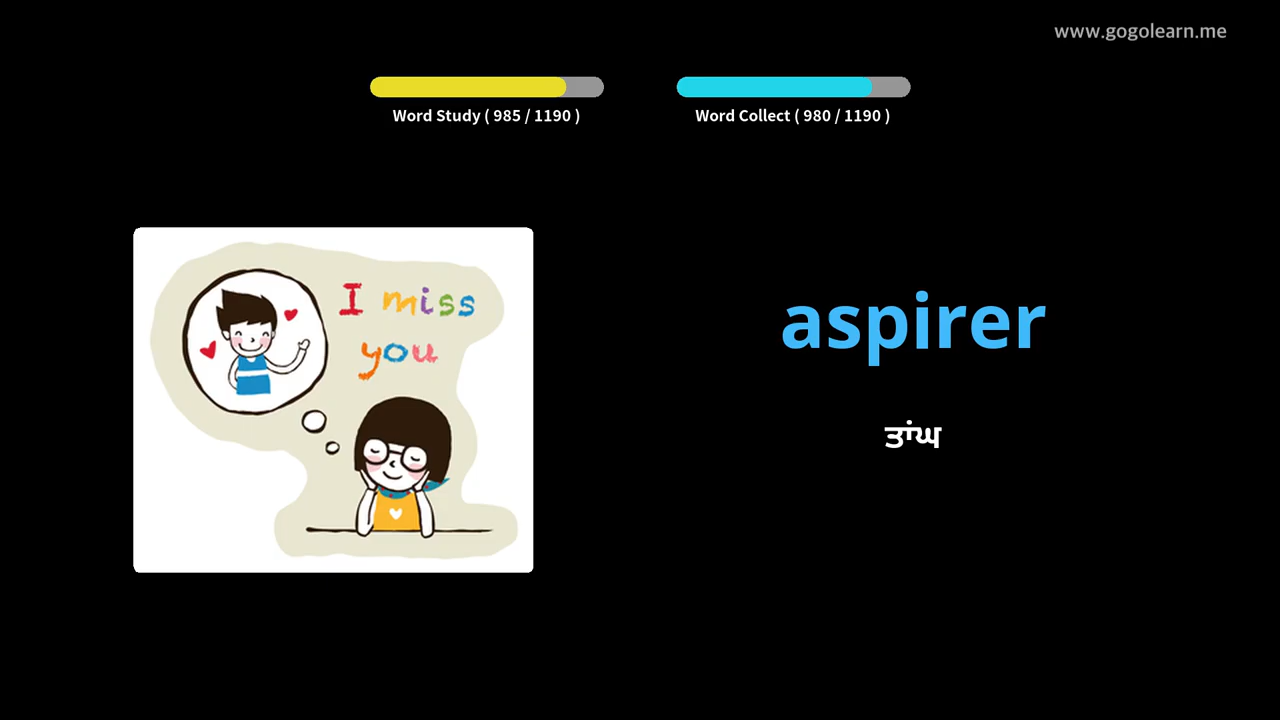 www.gogolearn.me
Word Study ( 985 / 1190 )
Word Collect ( 980 / 1190 )
I miss
you
aspirer
ਤਾਂਘ